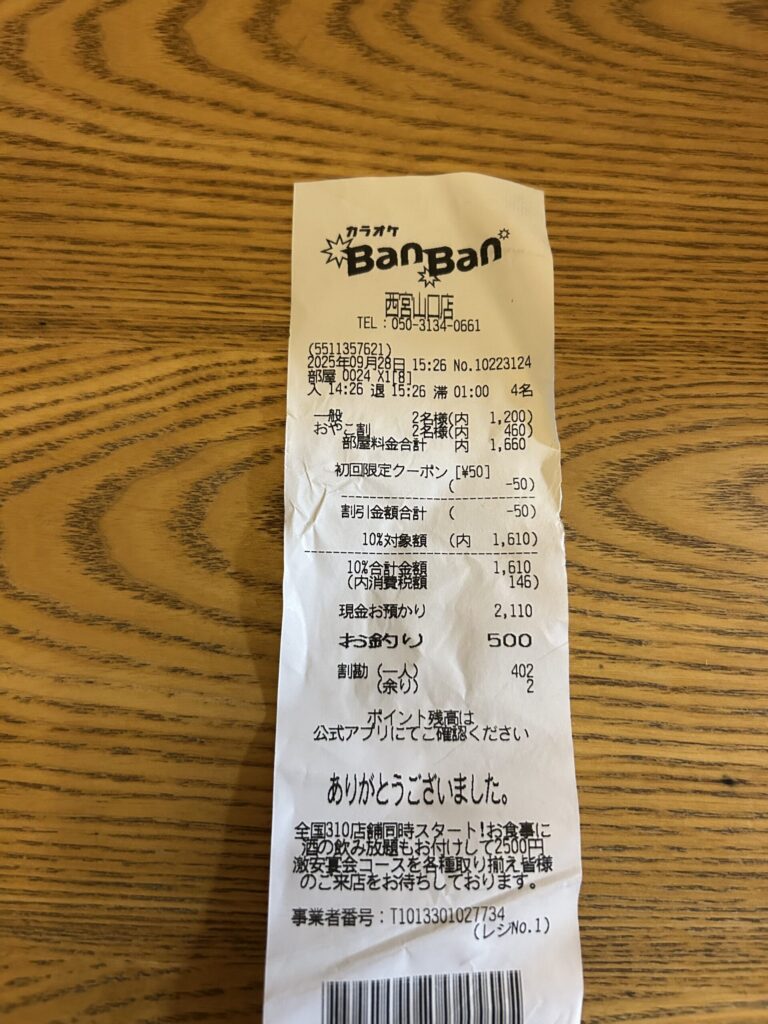 カラオケ
BanBan
西宮山口店
TEL：050-3134-0661
(5511357621)
2025年09月28日 15:26 No.10223124
部屋 0024 X1[8]
入 14:26 退 15:26 滞 01:00 4名
一般 2名様(内 1,200)
おやこ割 2名様(内 460)
部屋料金合計 内 1,660
初回限定クーポン [¥50]
( -50)
割引金額合計 ( -50)
10%対象額 (内 1,610)
10%合計金額 1,610
(内消費税額 146)
現金お預かり 2,110
お釣り 500
割勘 (一人) 402
(余り) 2
ポイント残高は
公式アプリにてご確認ください
ありがとうございました。
全国310店舗同時スタート!お食事に
酒の飲み放題もお付けして2500円
激安宴会コースを各種取り揃え皆様
のご来店をお待ちしております。
事業者番号：T1013301027734
(レジNo.1)